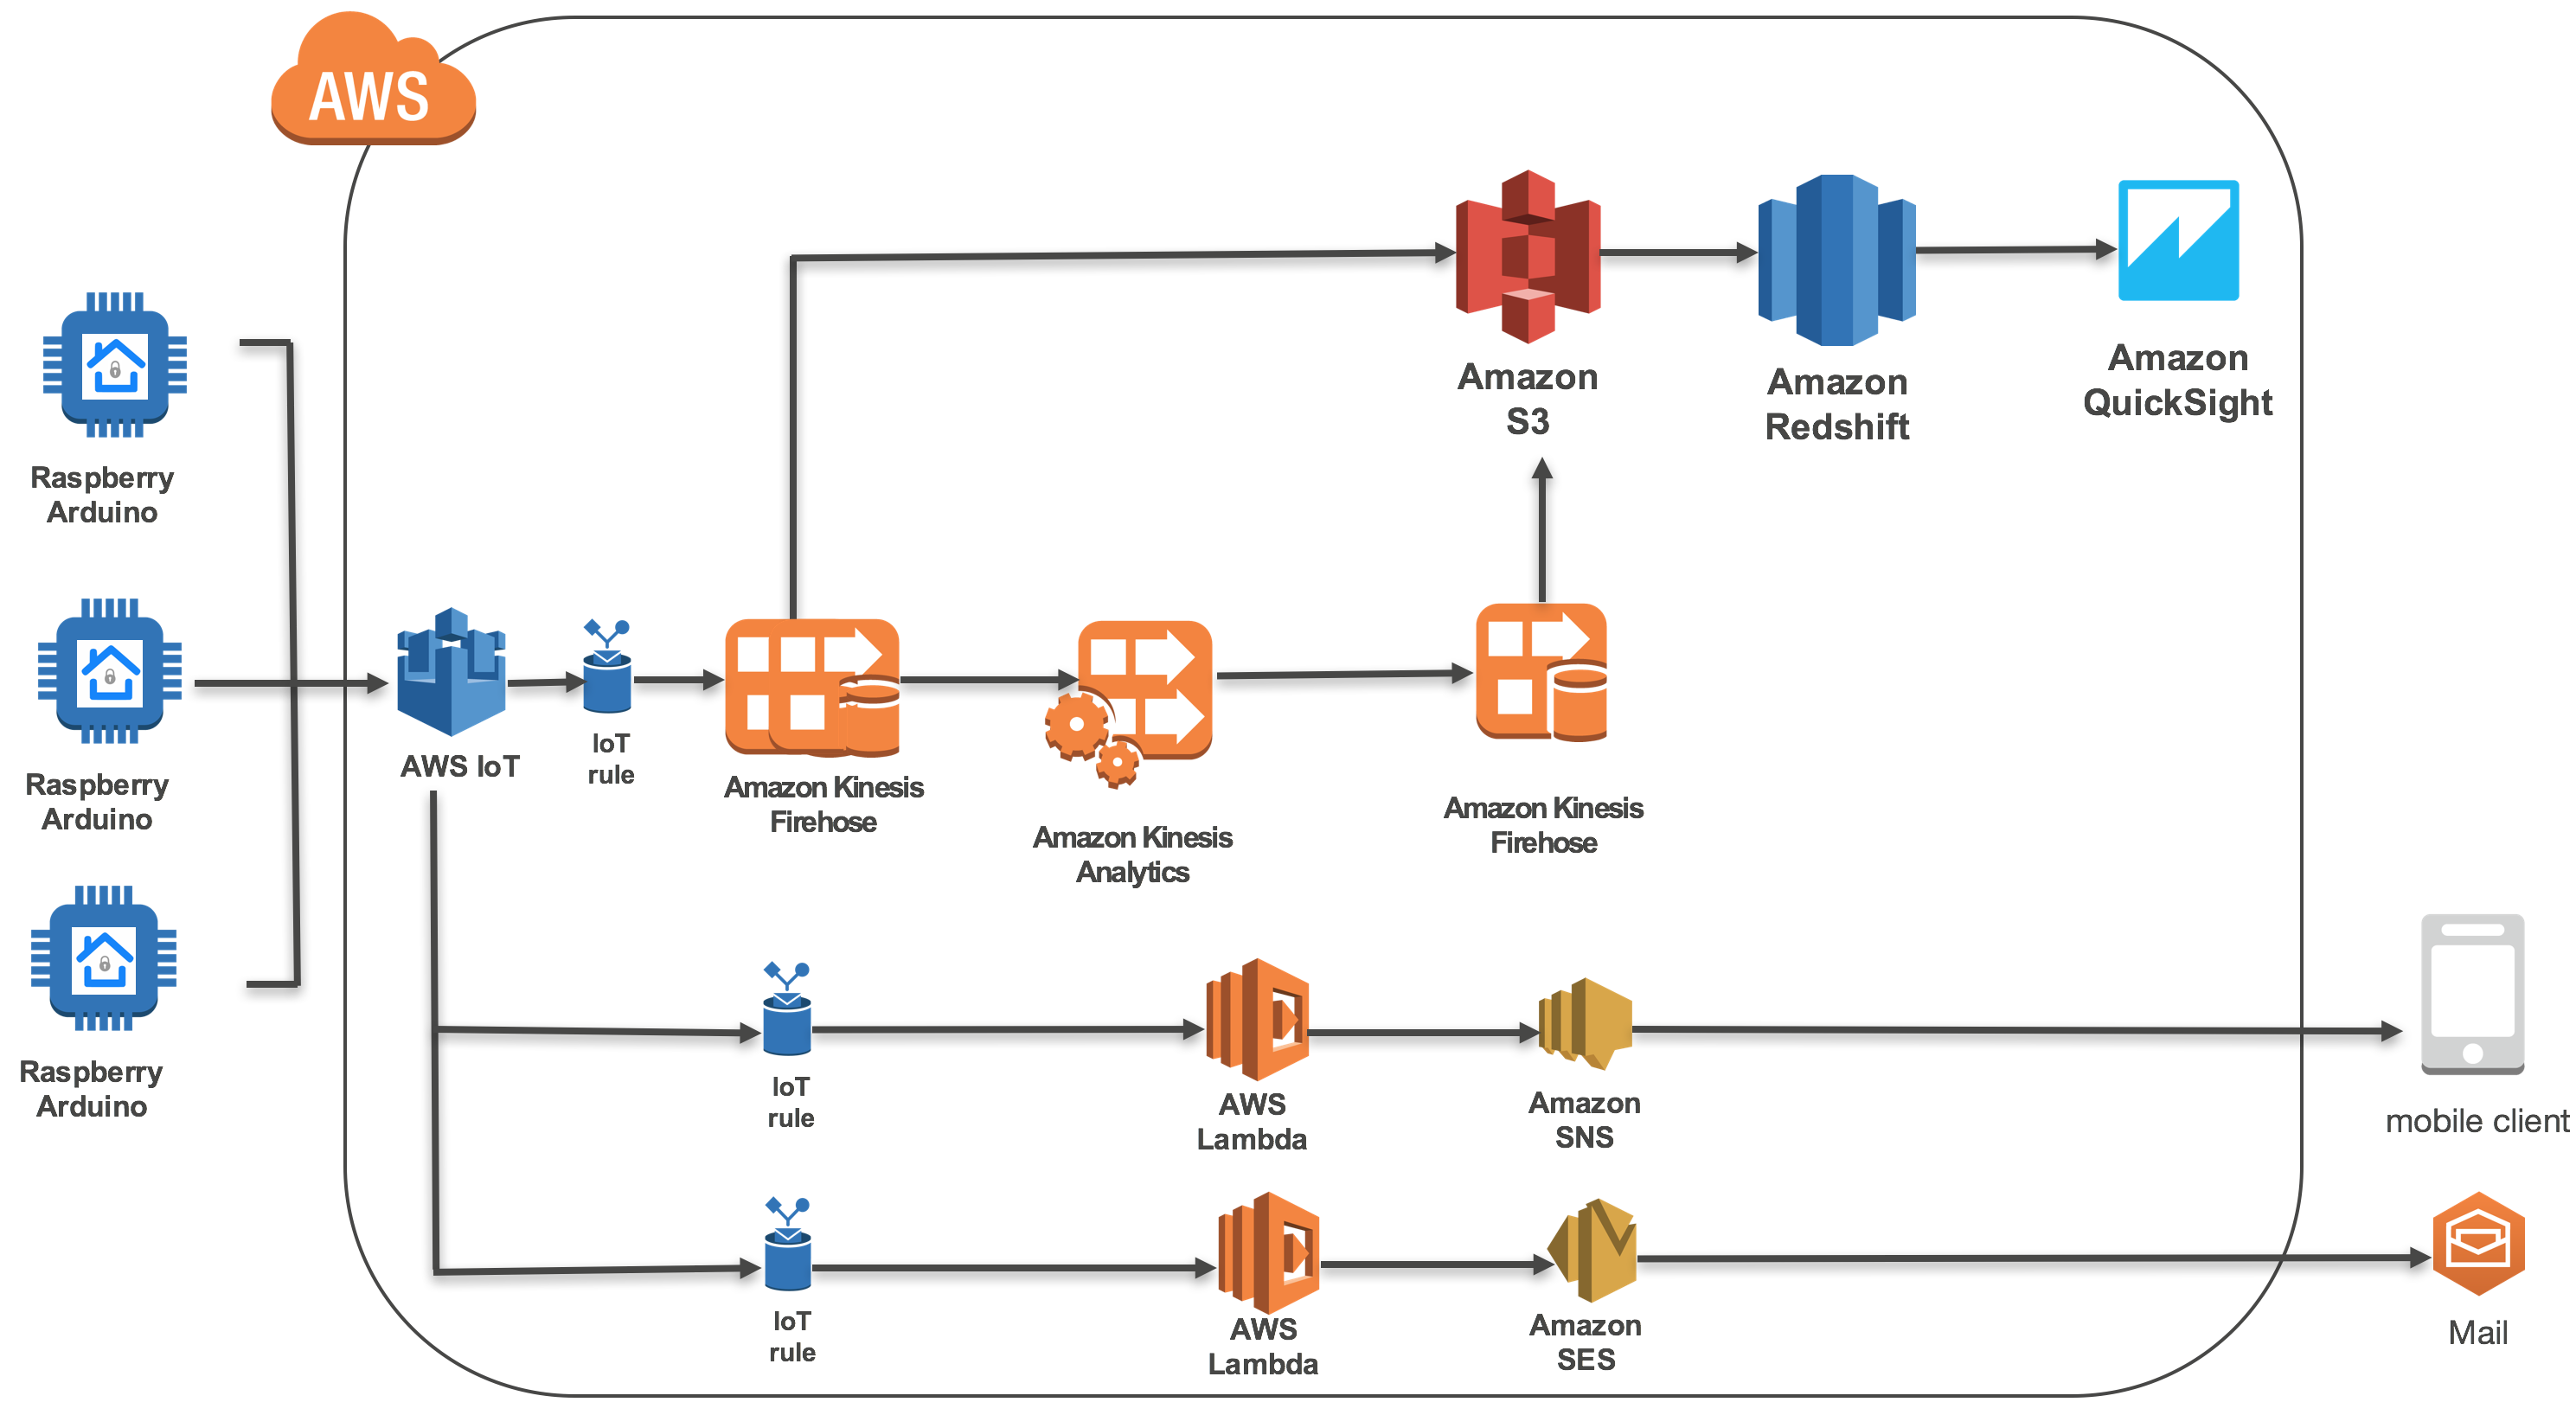 AWS
Amazon
S3
Amazon
Redshift
Amazon
QuickSight
Raspberry
Arduino
Raspberry
Arduino
Raspberry
Arduino
AWS IoT
IoT
rule
Amazon Kinesis
Firehose
Amazon Kinesis
Analytics
Amazon Kinesis
Firehose
IoT
rule
AWS
Lambda
Amazon
SNS
mobile client
IoT
rule
AWS
Lambda
Amazon
SES
Mail